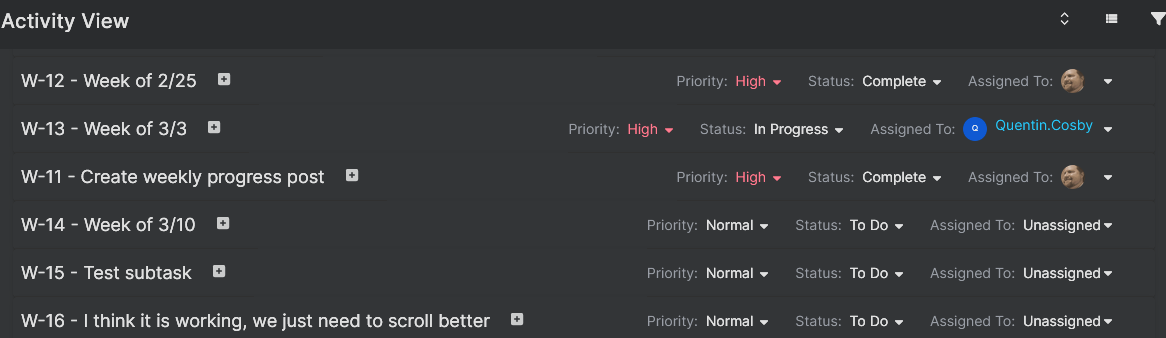 Activity View
W-12 - Week of 2/25 Priority: High Status: Complete Assigned To:
W-13 - Week of 3/3 Priority: High Status: In Progress Assigned To: Q Quentin.Cosby
W-11 - Create weekly progress post Priority: High Status: Complete Assigned To:
W-14 - Week of 3/10 Priority: Normal Status: To Do Assigned To: Unassigned
W-15 - Test subtask Priority: Normal Status: To Do Assigned To: Unassigned
W-16 - I think it is working, we just need to scroll better Priority: Normal Status: To Do Assigned To: Unassigned